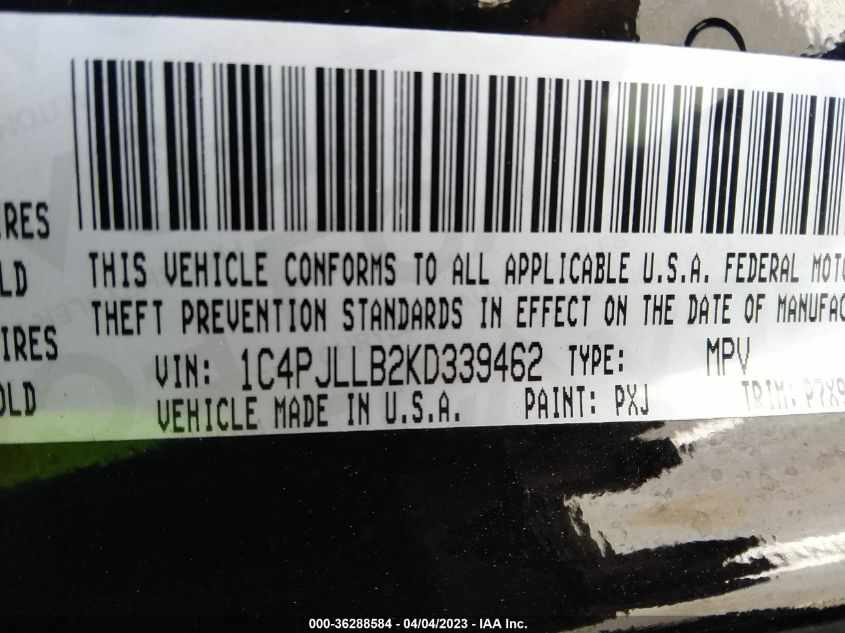 THIS VEHICLE CONFORMS TO ALL APPLICABLE U.S.A. FEDERAL MOTO
THEFT PREVENTION STANDARDS IN EFFECT ON THE DATE OF MANUFAC
VIN: 1C4PJLLB2KD339462 TYPE: MPV
VEHICLE MADE IN U.S.A. PAINT: PXJ TRIM:
IRES
LD
IRES
OLD
000-36288584 - 04/04/2023 - IAA Inc.